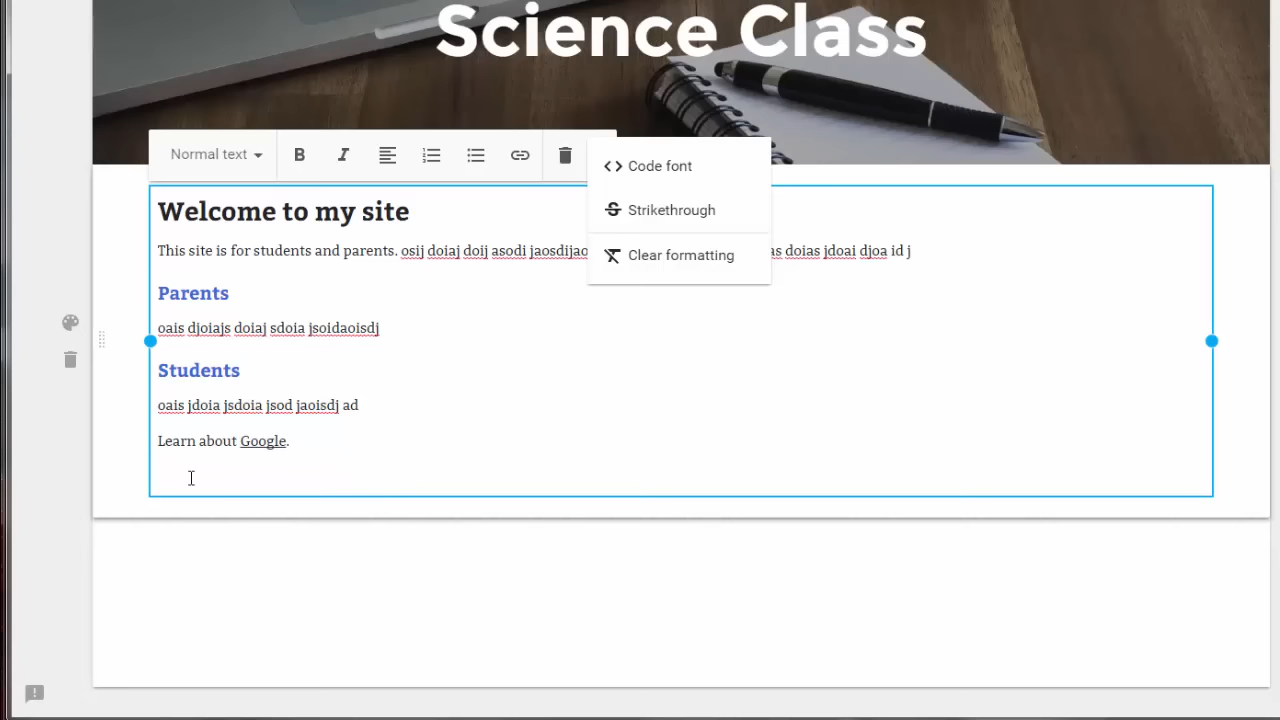 Science Class
Normal text
Code font
Strikethrough
Clear formatting
Welcome to my site
This site is for students and parents. osij doiaj doij asodi jaosdijao as doias jdoai djoa id j
Parents
oais djoiajs doiaj sdoia jsoidaoisdj
Students
oais jdoia jsdoia jsod jaoisdj ad
Learn about Google.